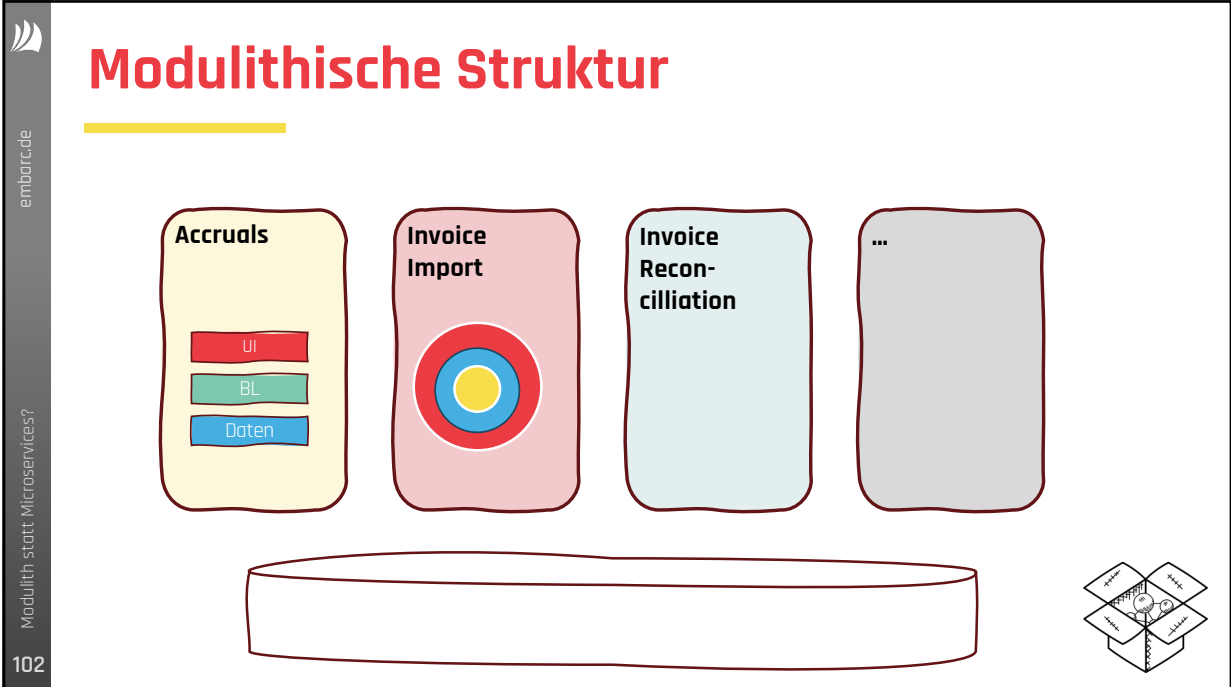 Modulithische Struktur
embarc.de
Modulith statt Microservices?
102
Accruals
UI
BL
Daten
Invoice
Import
Invoice
Recon-
cilliation
...